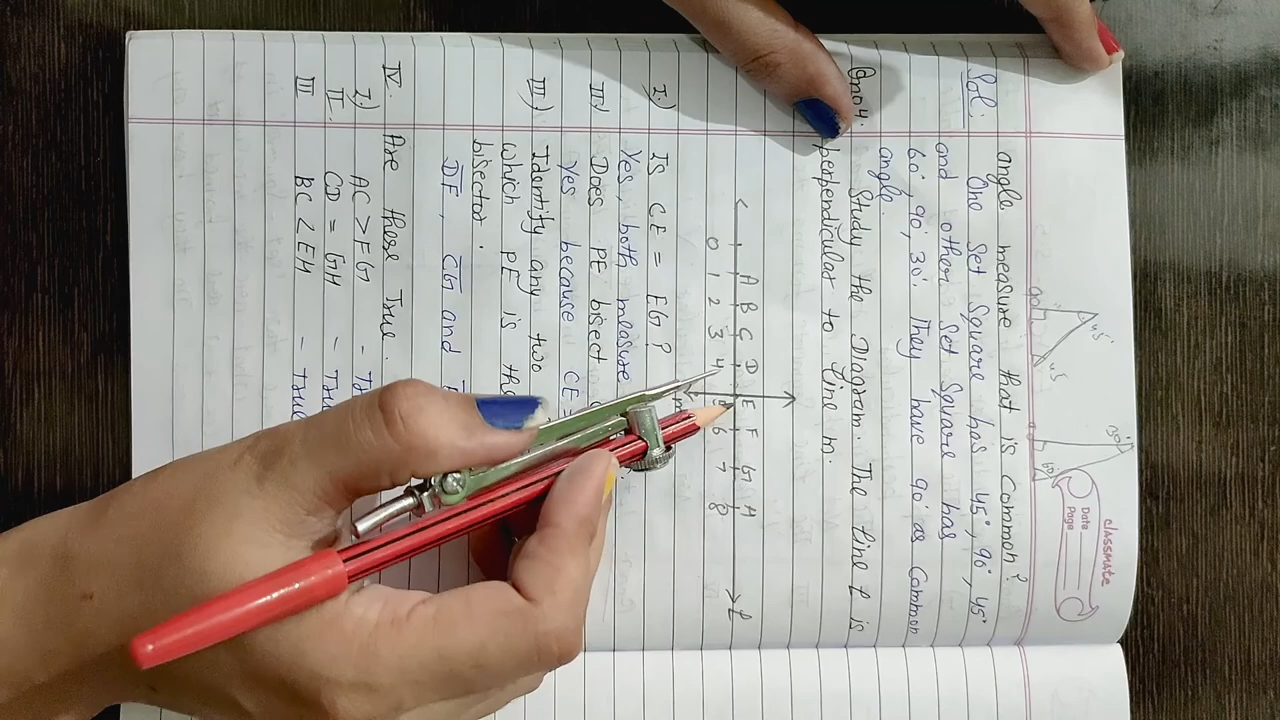 classmate
Date
Page
45°
90°
45
30°
60°
angle measure that is common?
Sol: One Set Square has 45°, 90°, 45°
and other Set Square has
60°, 90°, 30°. They have 90° as Common
angle.
Qno4. Study the Diagram. The Line l is
perpendicular to Line m.
A B C D E F G H
0 1 2 3 4 6 7 8
l
m
I.) Is CE = EG?
Yes, both measure
II.) Does PE bisect
Yes because CE =
III.) Identify any two
which PE is the
bisector.
DF, CG and
IV. Are these True.
I.) AC > FG -
II. CD = GH -
III BC < EH - True